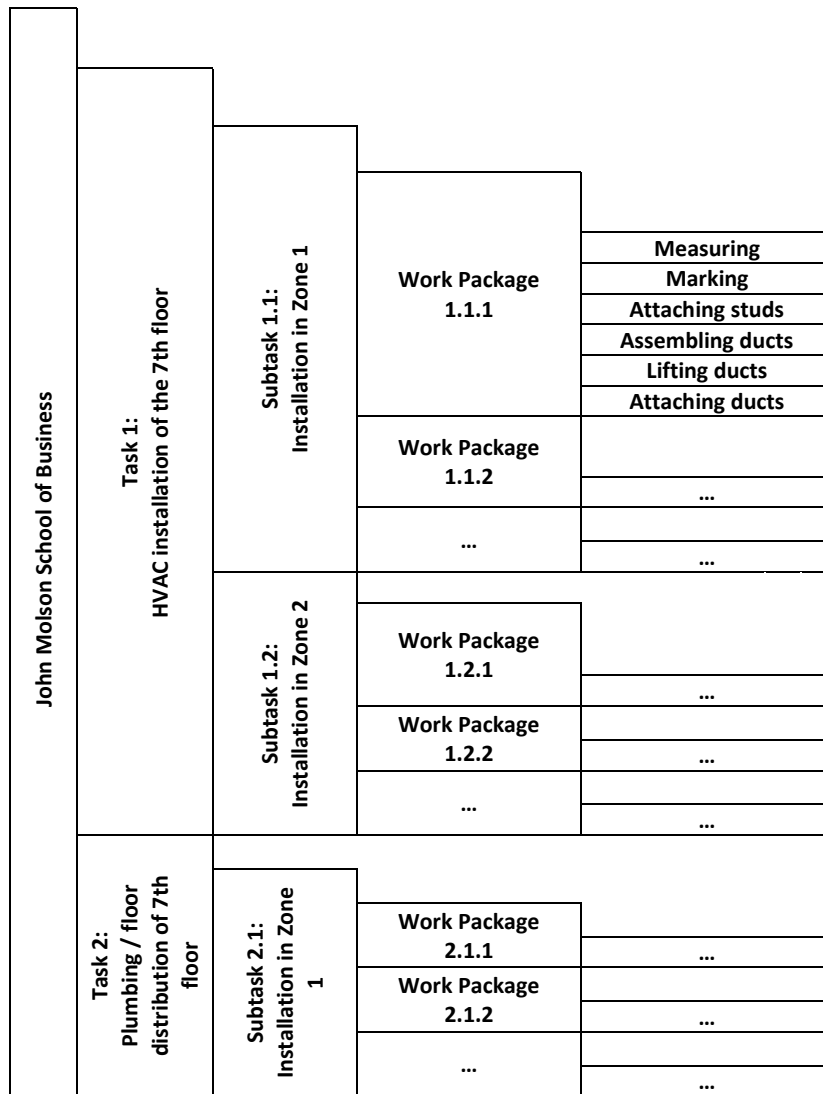 John Molson School of Business
Task 1:
HVAC installation of the 7th floor
Subtask 1.1:
Installation in Zone 1
Work Package
1.1.1
Measuring
Marking
Attaching studs
Assembling ducts
Lifting ducts
Attaching ducts
Work Package
1.1.2
...
...
...
Subtask 1.2:
Installation in Zone 2
Work Package
1.2.1
...
Work Package
1.2.2
...
...
...
Task 2:
Plumbing / floor
distribution of 7th
floor
Subtask 2.1:
Installation in Zone
1
Work Package
2.1.1
...
Work Package
2.1.2
...
...
...